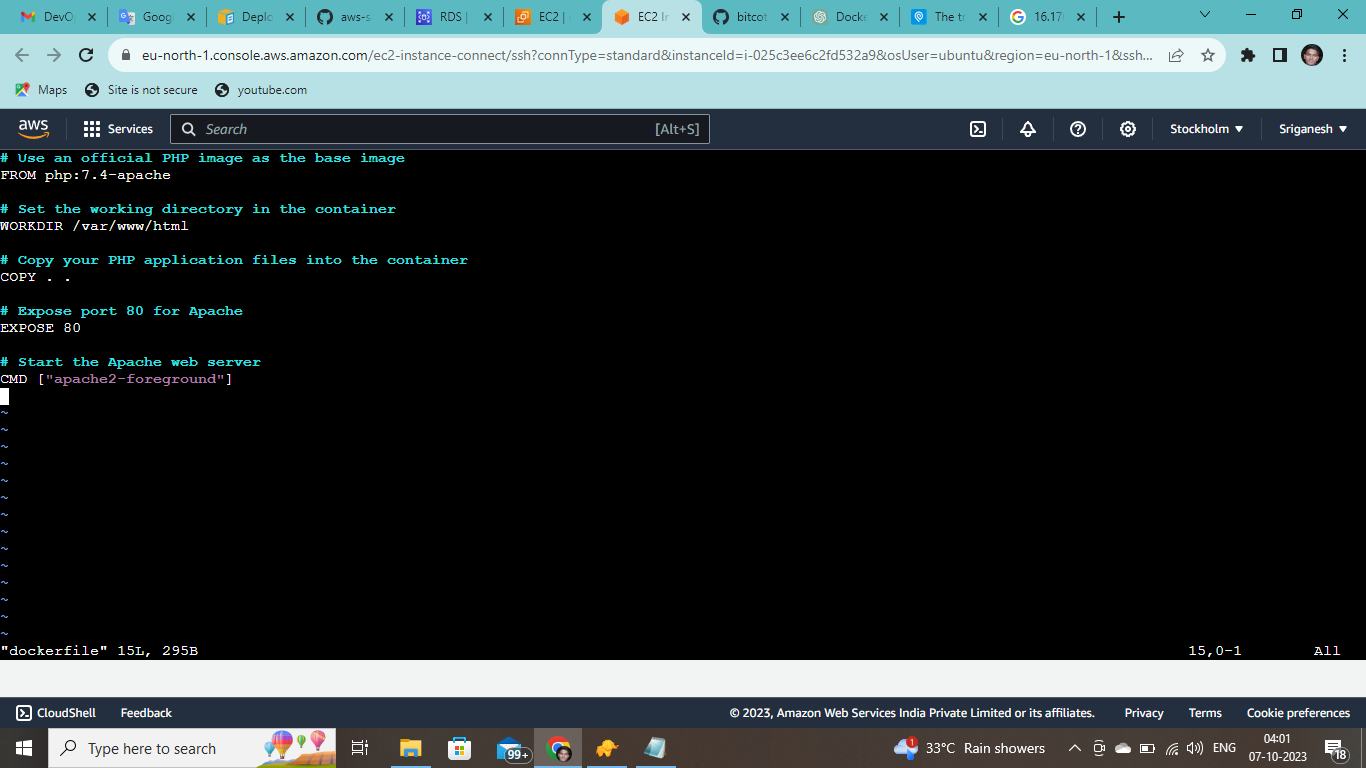 DevO
Goog
Deplo
aws-s
RDS |
EC2 |
EC2 In
bitcot
Docke
The tr
16.17
eu-north-1.console.aws.amazon.com/ec2-instance-connect/ssh?connType=standard&instanceId=i-025c3ee6c2fd532a9&osUser=ubuntu&region=eu-north-1&ssh...
Maps
Site is not secure
youtube.com
aws
Services
Search
[Alt+S]
Stockholm
Sriganesh
# Use an official PHP image as the base image
FROM php:7.4-apache
# Set the working directory in the container
WORKDIR /var/www/html
# Copy your PHP application files into the container
COPY . .
# Expose port 80 for Apache
EXPOSE 80
# Start the Apache web server
CMD ["apache2-foreground"]
~
~
~
~
~
~
~
~
~
~
~
~
~
~
"dockerfile" 15L, 295B 15,0-1 All
CloudShell
Feedback
© 2023, Amazon Web Services India Private Limited or its affiliates.
Privacy
Terms
Cookie preferences
Type here to search
99+
33°C Rain showers
1
ENG
04:01
07-10-2023
18